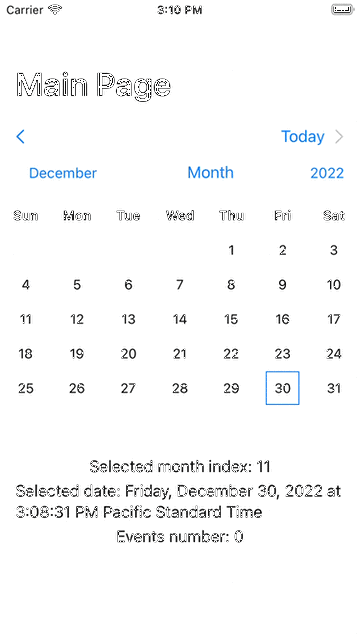 Carrier 3:10 PM
Main Page
Today
December Month 2022
Sun Mon Tue Wed Thu Fri Sat
1 2 3
4 5 6 7 8 9 10
11 12 13 14 15 16 17
18 19 20 21 22 23 24
25 26 27 28 29 30 31
Selected month index: 11
Selected date: Friday, December 30, 2022 at
3:08:31 PM Pacific Standard Time
Events number: 0